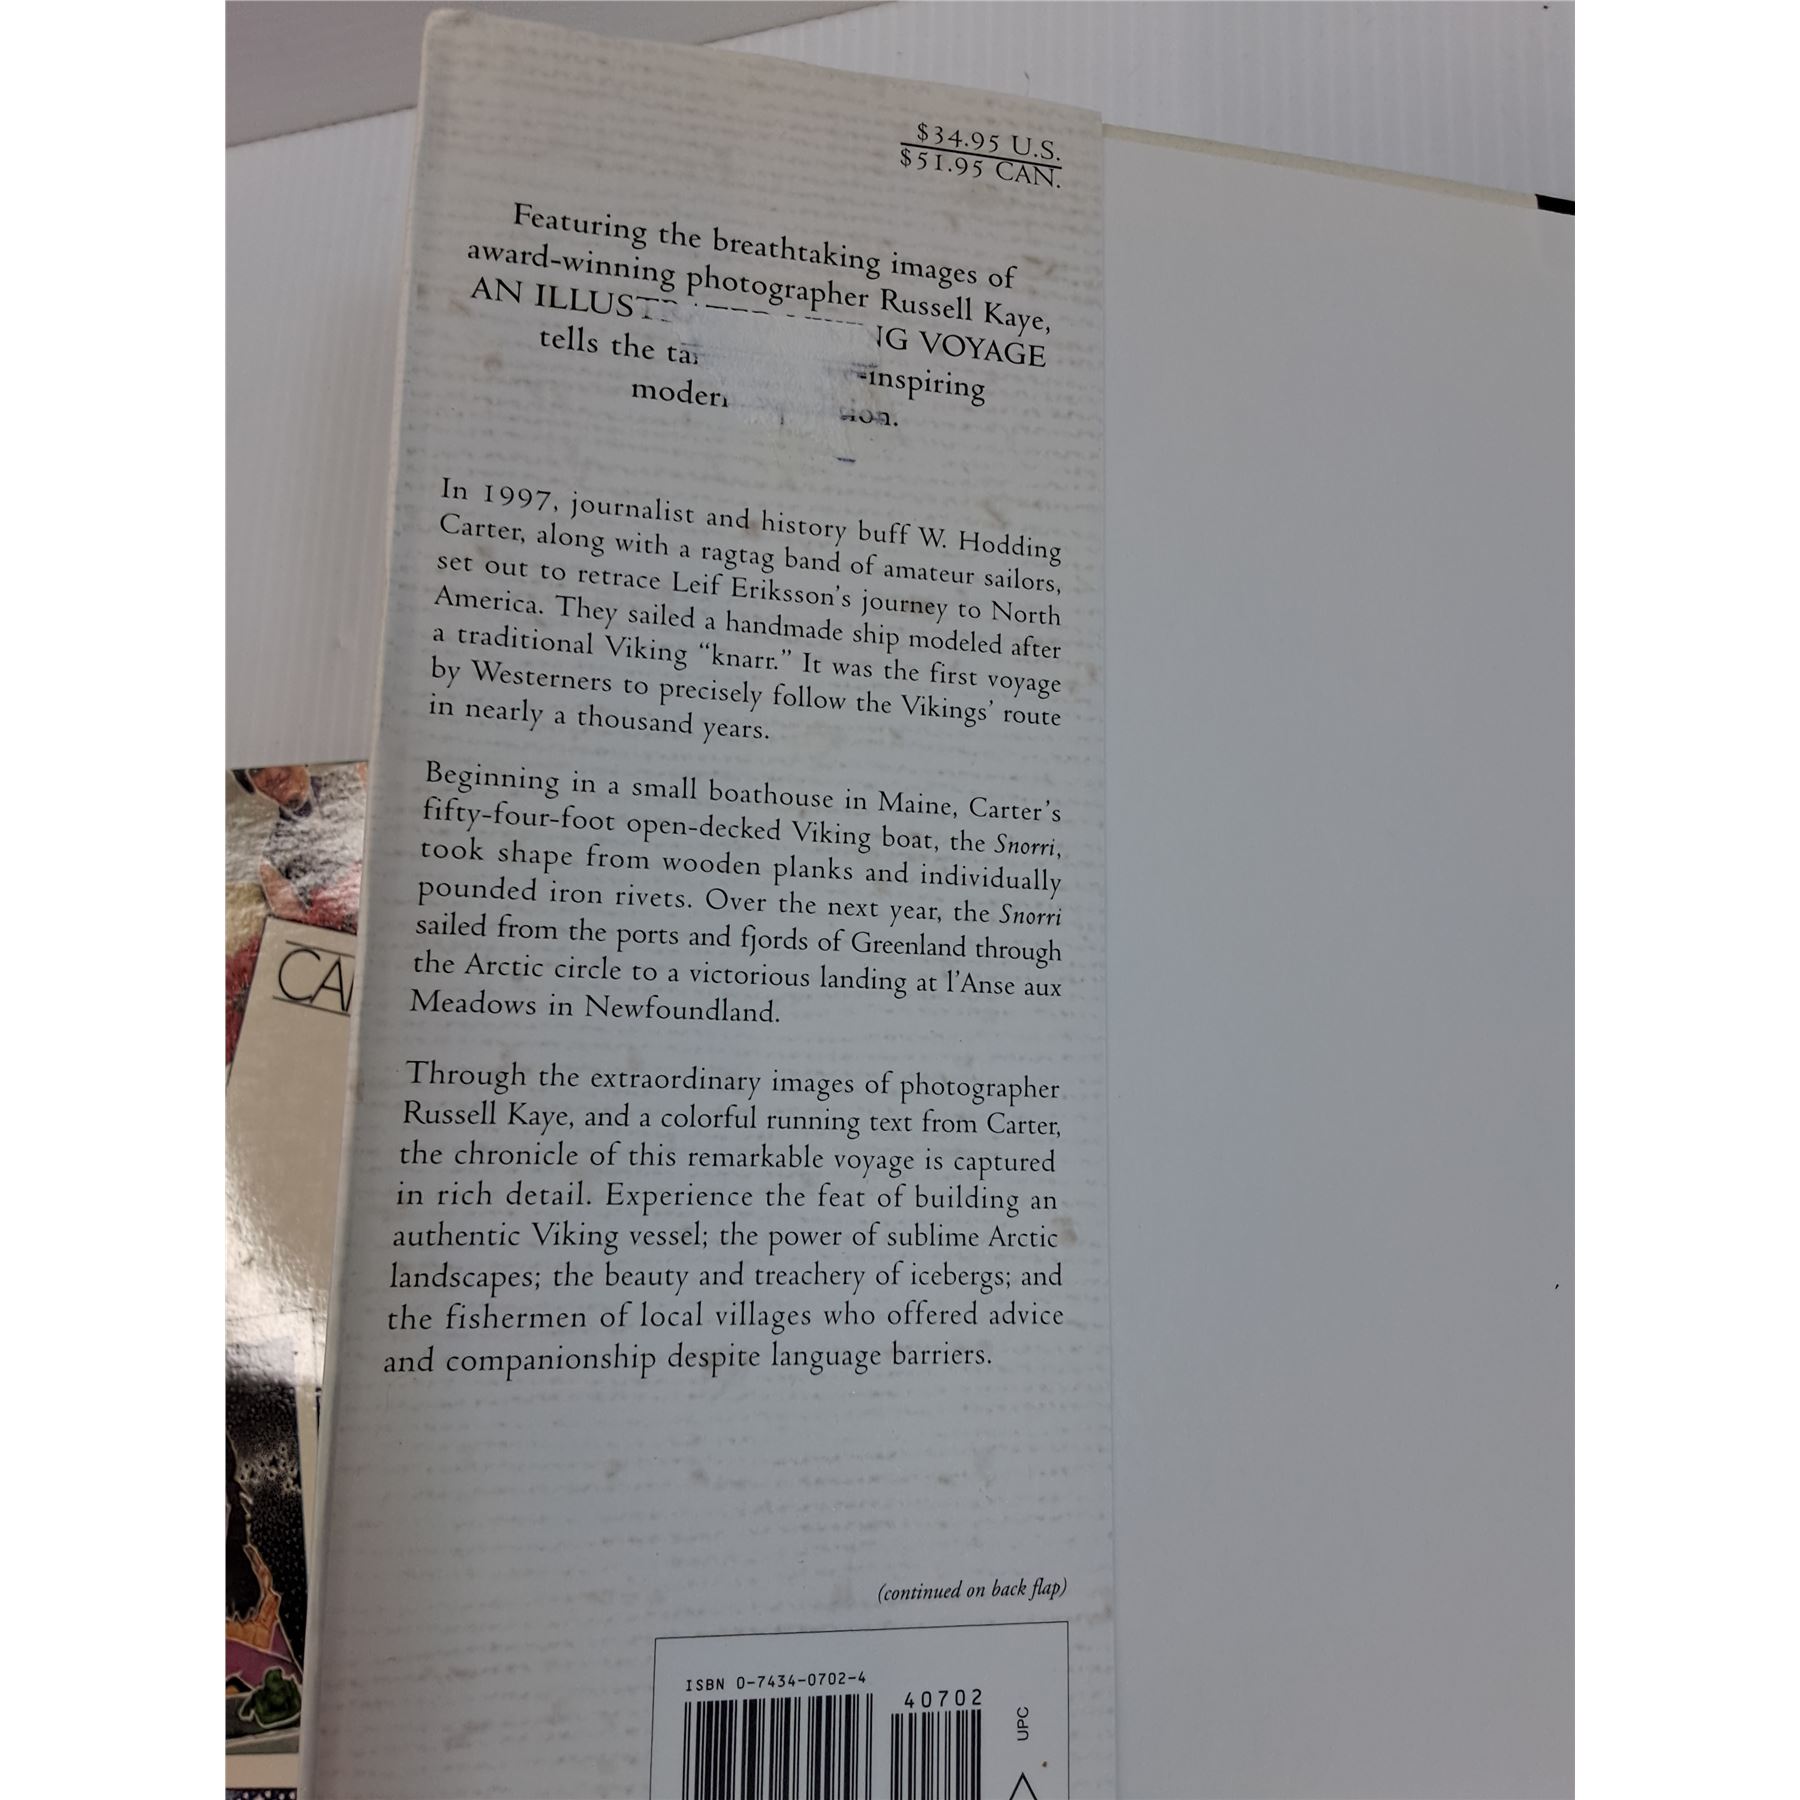 $34.95 U.S.
$51.95 CAN.
Featuring the breathtaking images of
award-winning photographer Russell Kaye,
AN VOYAGE
tells the
In 1997, journalist and history buff W. Hodding
Carter, along with a ragtag band of amateur sailors,
set out to retrace Leif Eriksson's journey to North
America. They sailed a handmade ship modeled after
a traditional Viking “knarr.” It was the first voyage
by Westerners to precisely follow the Vikings' route
in nearly a thousand years.
Beginning in a small boathouse in Maine, Carter's
fifty-four-foot open-decked Viking boat, the Snorri,
took shape from wooden planks and individually
pounded iron rivets. Over the next year, the Snorri
sailed from the ports and fjords of Greenland through
the Arctic circle to a victorious landing at l'Anse aux
Meadows in Newfoundland.
Through the extraordinary images of photographer
Russell Kaye, and a colorful running text from Carter,
the chronicle of this remarkable voyage is captured
in rich detail. Experience the feat of building an
authentic Viking vessel; the power of sublime Arctic
landscapes; the beauty and treachery of icebergs; and
the fishermen of local villages who offered advice
and companionship despite language barriers.
(continued on back flap)
ISBN 0-7434-0702-4
40702
UPC